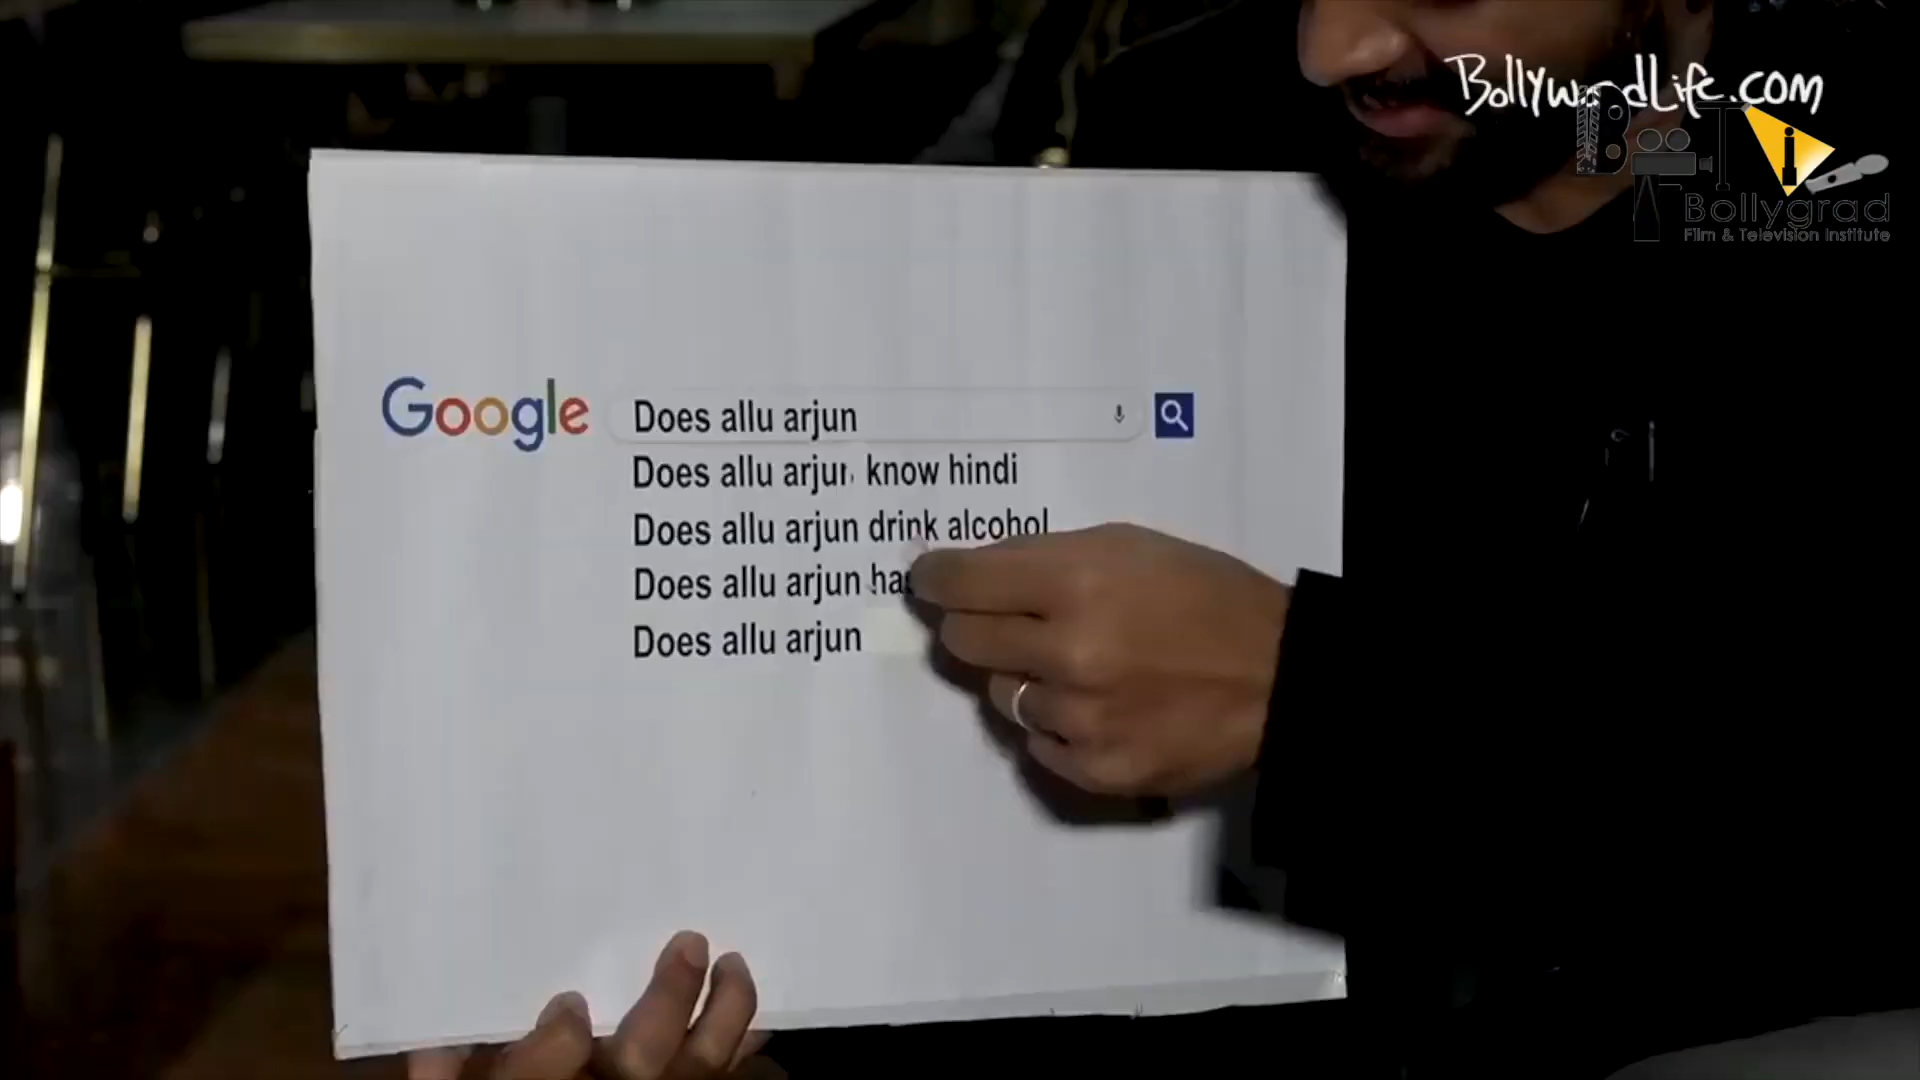 BollywoodLife.com
Bollygrad
Film & Television Institute
Google
Does allu arjun
Does allu arjun know hindi
Does allu arjun drink alcohol
Does allu arjun
Does allu arjun